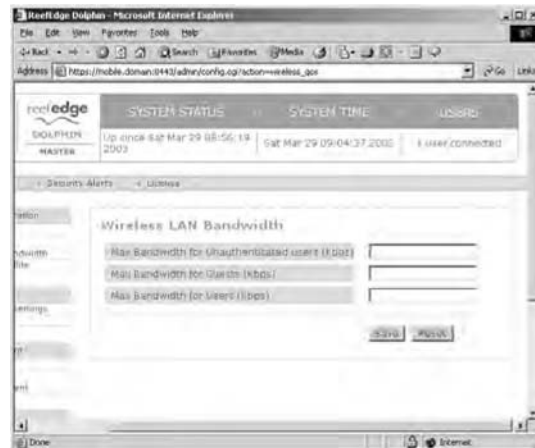 ReefEdge Dolphin - Microsoft Internet Explorer
File Edit View Favorites Tools Help
Back Search Favorites Media
Address https://mobile.domain:8443/admin/config.cgi?action=wireless_qos Go Links
reefedge
DOLPHIN
MASTER
SYSTEM STATUS SYSTEM TIME USERS
Up since Sat Mar 29 08:56:19 2003 Sat Mar 29 09:04:37 2003 1 user connected
Security Alerts License
Wireless LAN Bandwidth
Max Bandwidth for Unauthenticated users (kbps)
Max Bandwidth for Guests (kbps)
Max Bandwidth for Users (kbps)
Save Reset
Done Internet